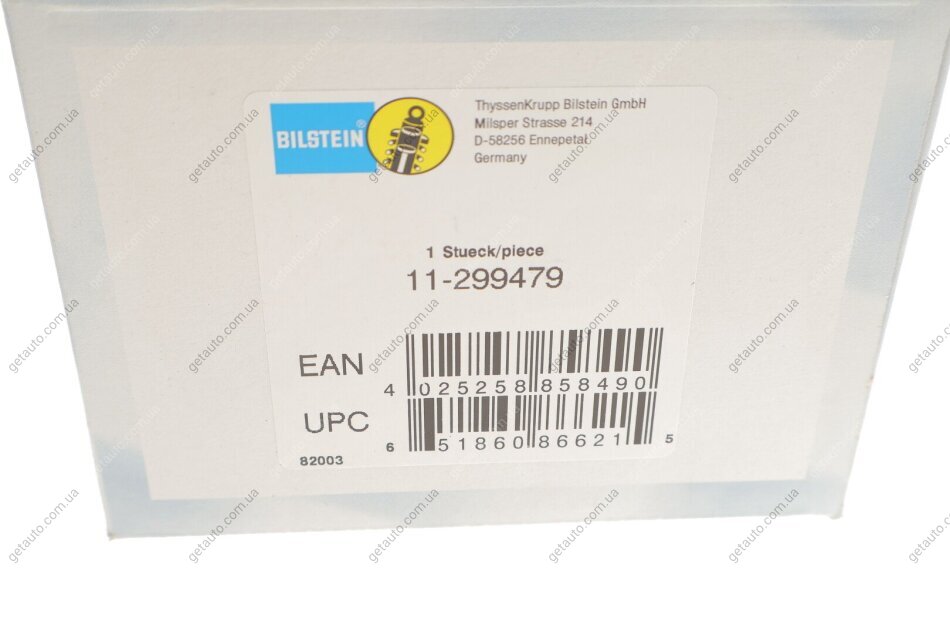 BILSTEIN®
ThyssenKrupp Bilstein GmbH
Milsper Strasse 214
D-58256 Ennepetal
Germany
1 Stueck/piece
11-299479
EAN
4 025258 858490
UPC
6 51860 86621 5
82003
getauto.com.ua